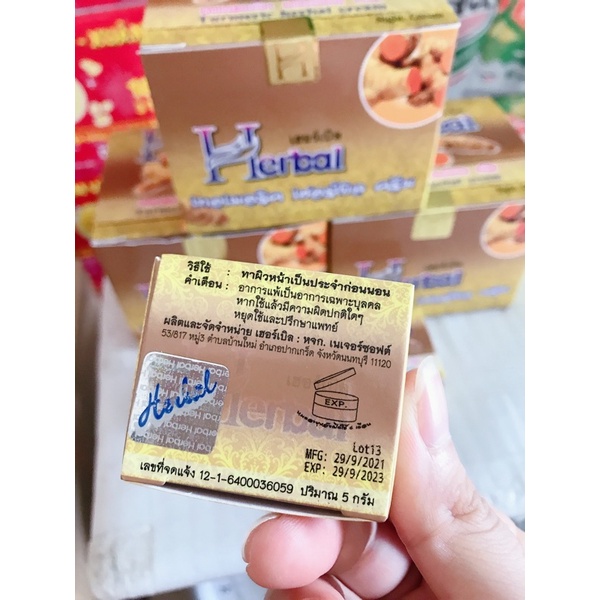 Turmeric herbal cream
เฮอร์เบิล
Herbal
Herbal
วิธีใช้ : ทาผิวหน้าเป็นประจำก่อนนอน
คำเตือน : อาการแพ้เป็นอาการเฉพาะบุคคล
หากใช้แล้วมีความผิดปกติใดๆ
หยุดใช้และปรึกษาแพทย์
ผลิตและจัดจำหน่าย เฮอร์เบิล : หจก. เนเจอร์ซอฟต์
53/817 หมู่3 ตำบลบ้านใหม่ อำเภอปากเกร็ด จังหวัดนนทบุรี 11120
Herbal
EXP.
Lot13
MFG: 29/9/2021
EXP: 29/9/2023
เลขที่จดแจ้ง 12-1-6400036059 ปริมาณ 5 กรัม